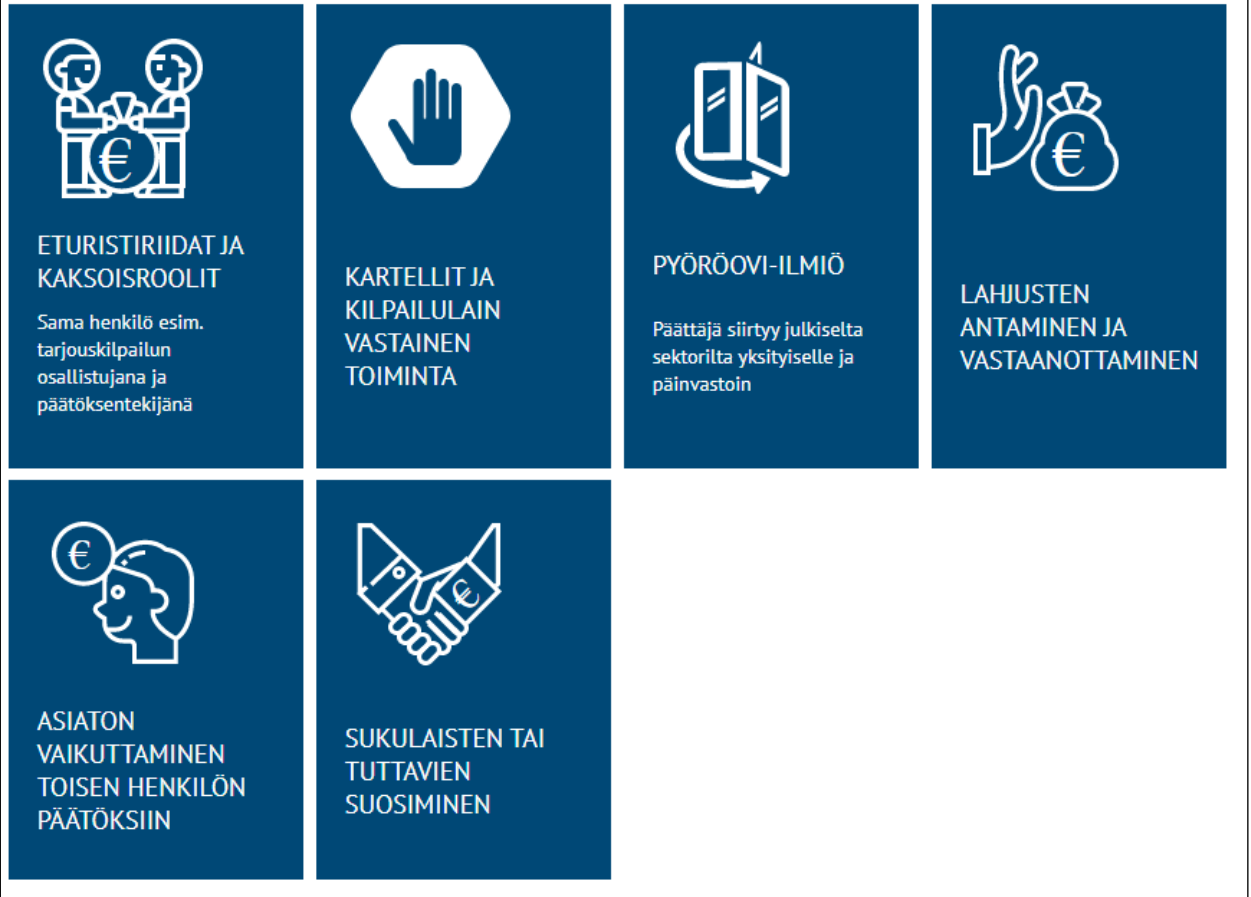 €
ETURISTIRIIDAT JA
KAKSOISROOLIT
Sama henkilö esim.
tarjouskilpailun
osallistujana ja
päätöksentekijänä
KARTELLIT JA
KILPAILULAIN
VASTAINEN
TOIMINTA
PYÖRÖOVI-ILMIÖ
Päättäjä siirtyy julkiselta
sektorilta yksityiselle ja
päinvastoin
€
LAHJUSTEN
ANTAMINEN JA
VASTAANOTTAMINEN
€
ASIATON
VAIKUTTAMINEN
TOISEN HENKILÖN
PÄÄTÖKSIIN
€
SUKULAISTEN TAI
TUTTAVIEN
SUOSIMINEN